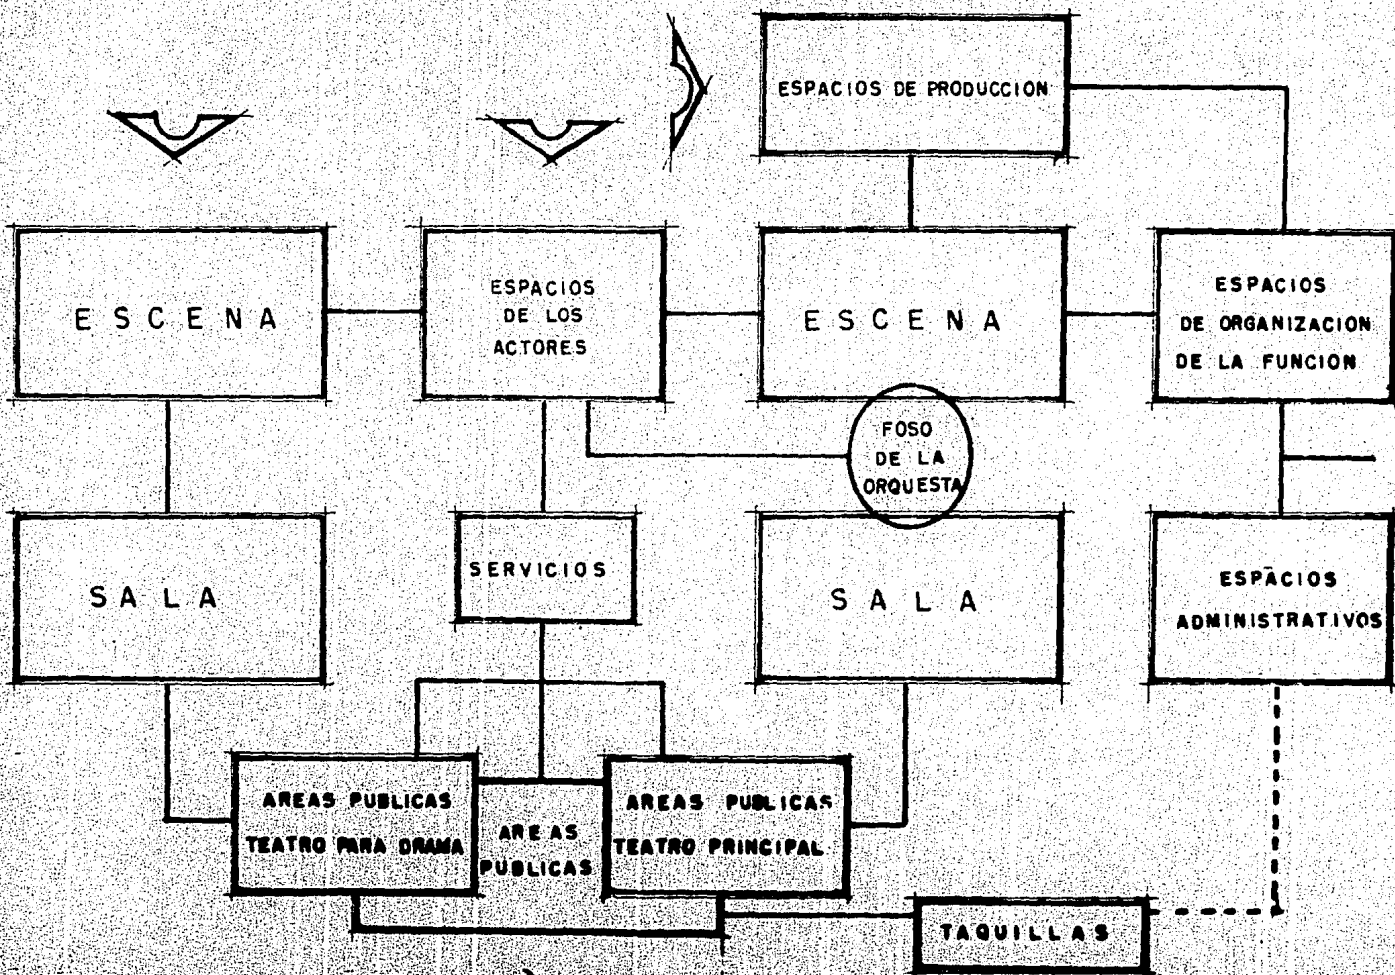 ESPACIOS DE PRODUCCION
E S C E N A
ESPACIOS
DE LOS
ACTORES
E S C E N A
ESPACIOS
DE ORGANIZACION
DE LA FUNCION
FOSO
DE LA
ORQUESTA
S A L A
SERVICIOS
S A L A
ESPACIOS
ADMINISTRATIVOS
AREAS PUBLICAS
TEATRO PARA DRAMA
AREAS
PUBLICAS
AREAS PUBLICAS
TEATRO PRINCIPAL
TAQUILLAS